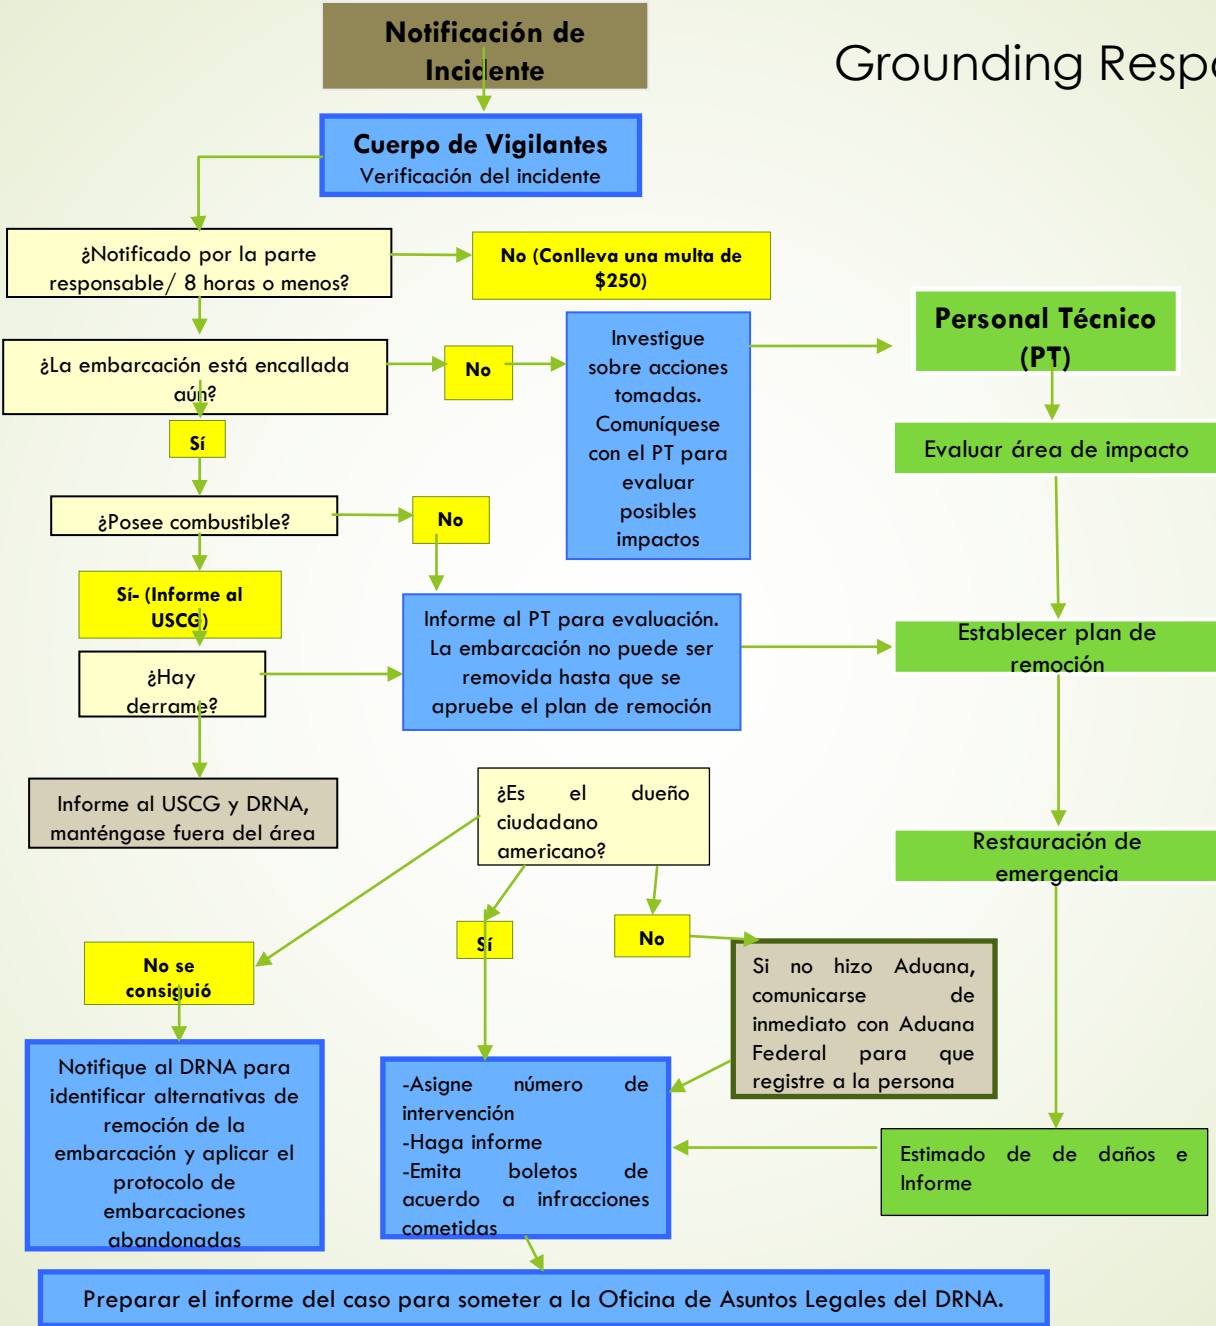 Notificación de
Incidente
Grounding Respo
Cuerpo de Vigilantes
Verificación del incidente
¿Notificado por la parte
responsable/ 8 horas o menos?
No (Conlleva una multa de
$250)
¿La embarcación está encallada
aún?
No
Investigue
sobre acciones
tomadas.
Comuníquese
con el PT para
evaluar
posibles
impactos
Personal Técnico
(PT)
Sí
Evaluar área de impacto
¿Posee combustible?
No
Sí- (Informe al
USCG)
Informe al PT para evaluación.
La embarcación no puede ser
removida hasta que se
apruebe el plan de remoción
Establecer plan de
remoción
¿Hay
derrame?
Informe al USCG y DRNA,
manténgase fuera del área
¿Es el dueño
ciudadano
americano?
Restauración de
emergencia
No se
consiguió
Sí
No
Si no hizo Aduana,
comunicarse de
inmediato con Aduana
Federal para que
registre a la persona
Notifique al DRNA para
identificar alternativas de
remoción de la
embarcación y aplicar el
protocolo de
embarcaciones
abandonadas
-Asigne número de
intervención
-Haga informe
-Emita boletos de
acuerdo a infracciones
cometidas
Estimado de de daños e
Informe
Preparar el informe del caso para someter a la Oficina de Asuntos Legales del DRNA.